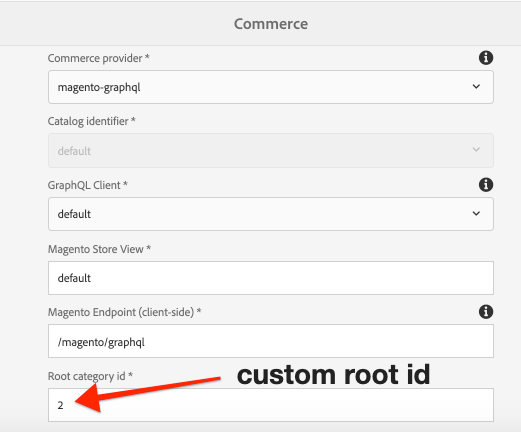 Commerce
Commerce provider *
magento-graphql
Catalog identifier *
default
GraphQL Client *
default
Magento Store View *
default
Magento Endpoint (client-side) *
/magento/graphql
Root category id *
custom root id
2